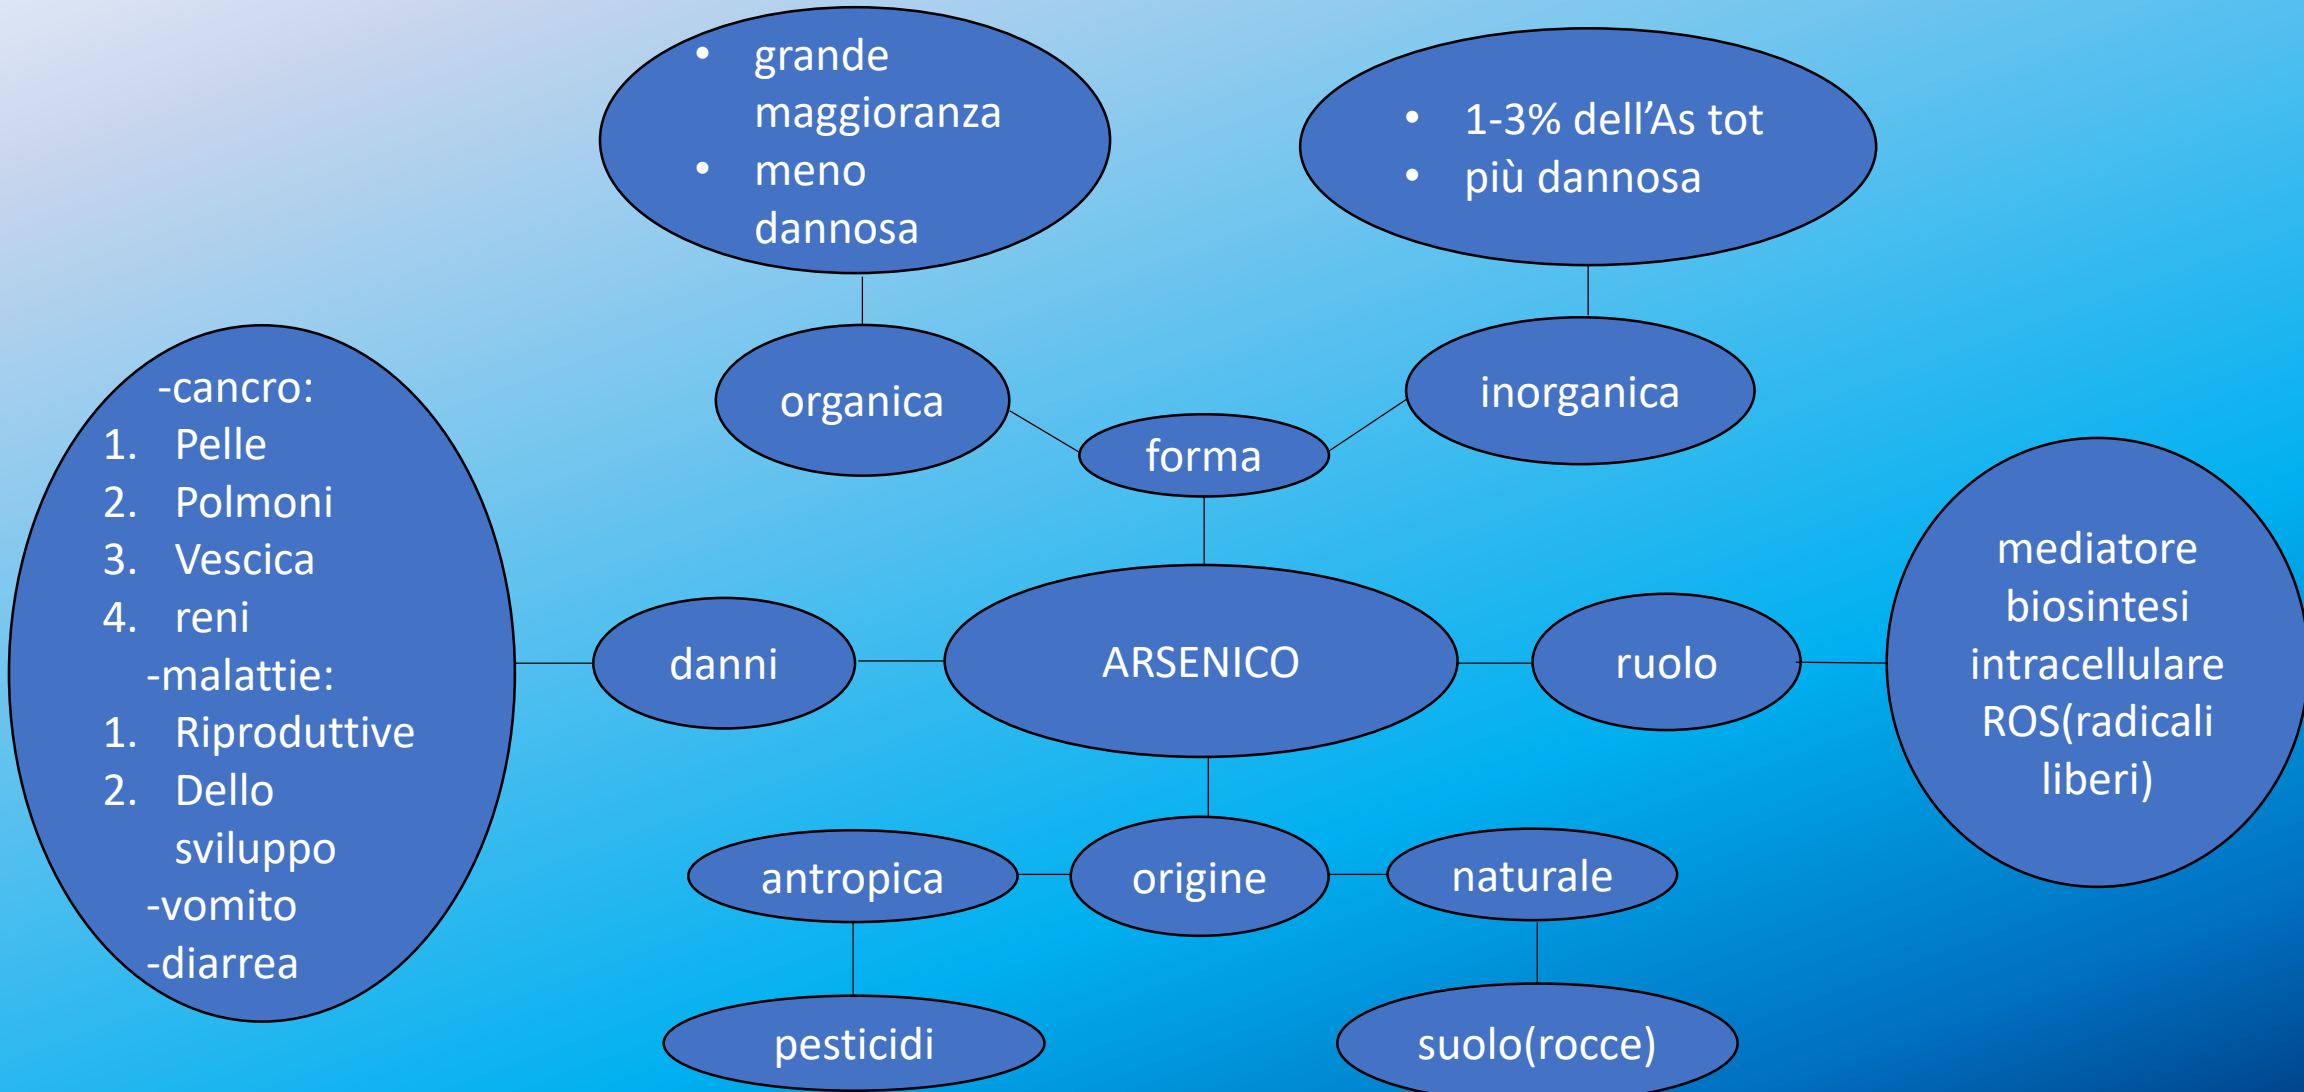 • grande
maggioranza
• meno
dannosa
• 1-3% dell’As tot
• più dannosa
organica
inorganica
forma
-cancro:
1. Pelle
2. Polmoni
3. Vescica
4. reni
-malattie:
1. Riproduttive
2. Dello
sviluppo
-vomito
-diarrea
danni
ARSENICO
ruolo
mediatore
biosintesi
intracellulare
ROS(radicali
liberi)
antropica
origine
naturale
pesticidi
suolo(rocce)